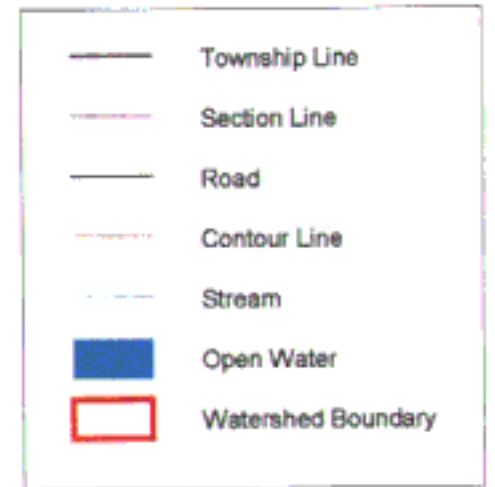 Township Line
Section Line
Road
Contour Line
Stream
Open Water
Watershed Boundary